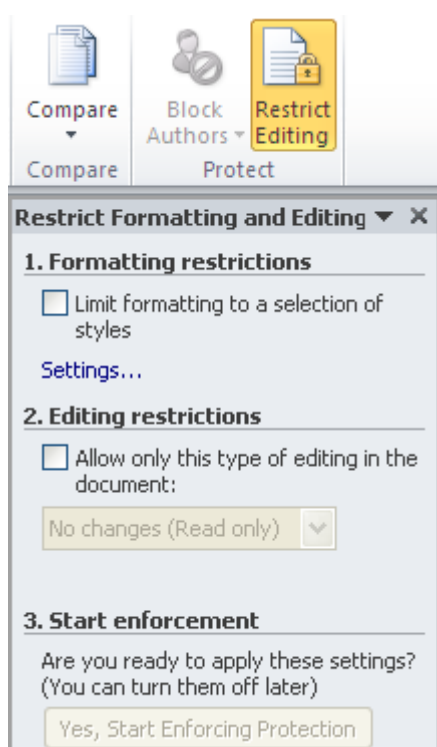 Compare
Block
Authors
Restrict
Editing
Compare
Protect
Restrict Formatting and Editing
1. Formatting restrictions
Limit formatting to a selection of
styles
Settings...
2. Editing restrictions
Allow only this type of editing in the
document:
No changes (Read only)
3. Start enforcement
Are you ready to apply these settings?
(You can turn them off later)
Yes, Start Enforcing Protection